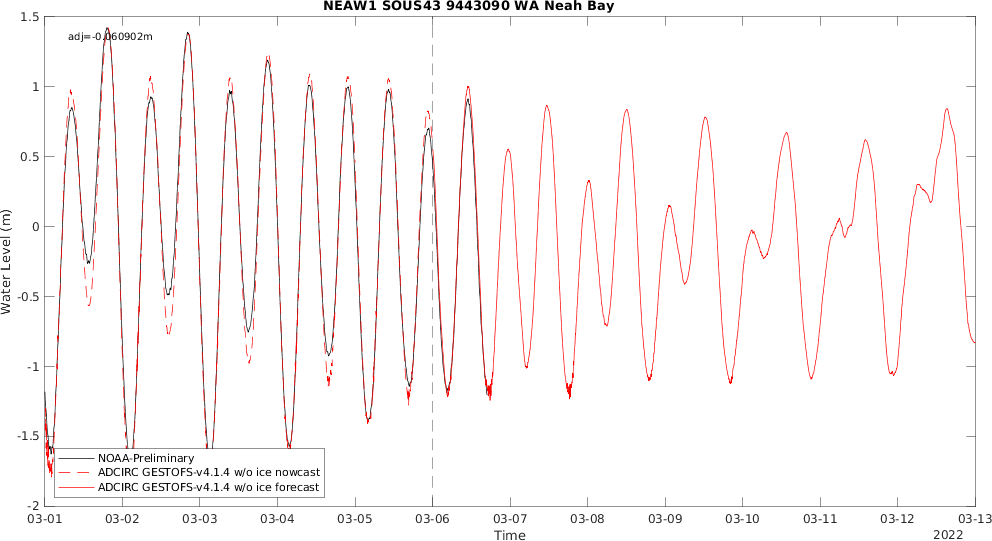 NEAW1 SOUS43 9443090 WA Neah Bay
adj=-0.060902m
1.5
1
0.5
0
-0.5
-1
-1.5
-2
Water Level (m)
NOAA-Preliminary
ADCIRC GESTOFS-v4.1.4 w/o ice nowcast
ADCIRC GESTOFS-v4.1.4 w/o ice forecast
03-01 03-02 03-03 03-04 03-05 03-06 03-07 03-08 03-09 03-10 03-11 03-12 03-13
Time
2022